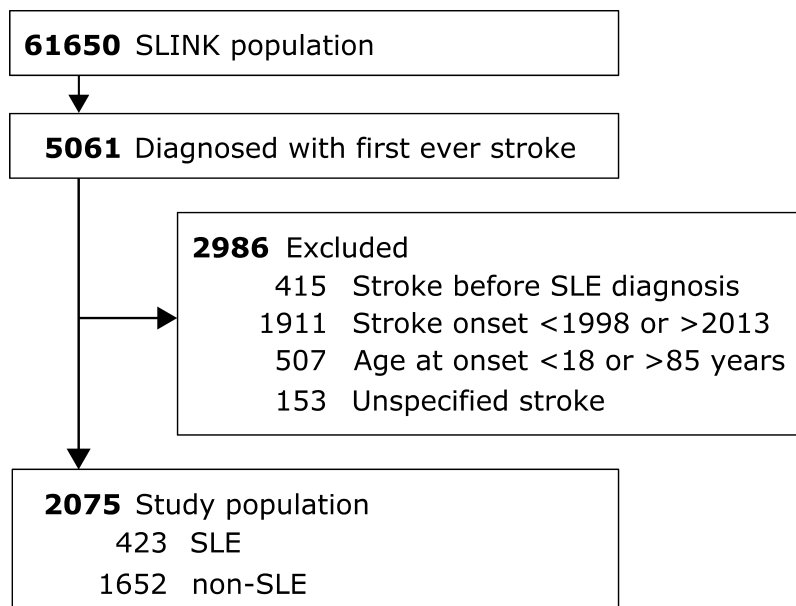 61650 SLINK population
5061 Diagnosed with first ever stroke
2986 Excluded
415 Stroke before SLE diagnosis
1911 Stroke onset <1998 or >2013
507 Age at onset <18 or >85 years
153 Unspecified stroke
2075 Study population
423 SLE
1652 non-SLE